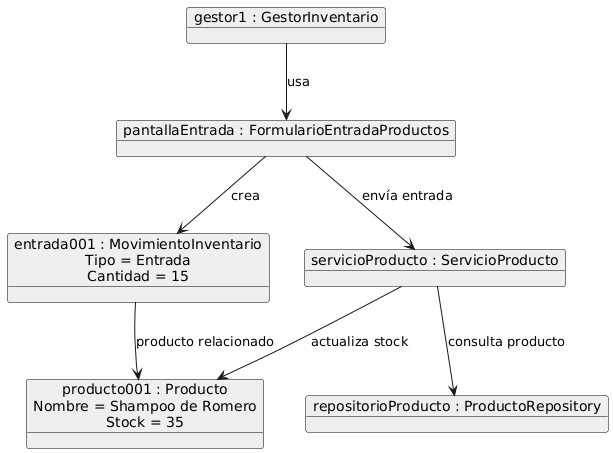 gestor1 : GestorInventario
usa
pantallaEntrada : FormularioEntradaProductos
crea
envía entrada
entrada001 : MovimientoInventario
Tipo = Entrada
Cantidad = 15
servicioProducto : ServicioProducto
producto relacionado
actualiza stock
consulta producto
producto001 : Producto
Nombre = Shampoo de Romero
Stock = 35
repositorioProducto : ProductoRepository